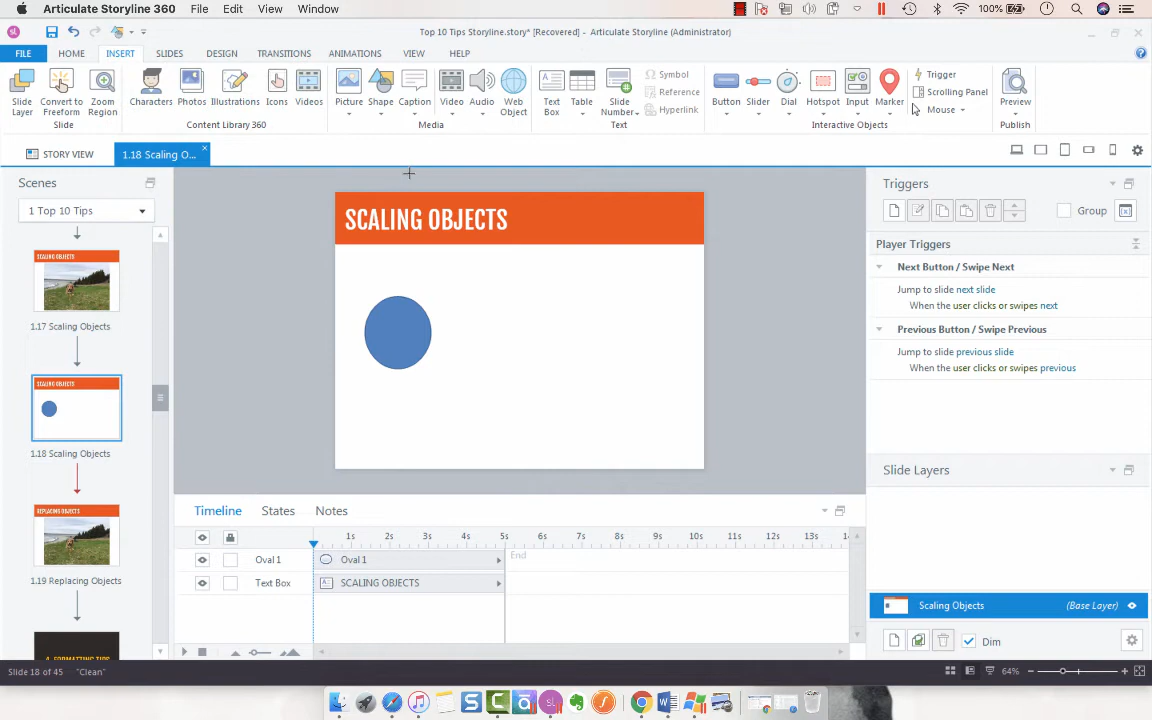 Articulate Storyline 360 File Edit View Window 100%
Top 10 Tips Storyline.story* [Recovered] - Articulate Storyline (Administrator)
FILE HOME INSERT SLIDES DESIGN TRANSITIONS ANIMATIONS VIEW HELP
Slide Layer
Convert to Freeform
Zoom Region
Slide
Characters
Photos
Illustrations
Icons
Videos
Content Library 360
Picture
Shape
Caption
Video
Audio
Web Object
Media
Text Box
Table
Slide Number
Symbol
Reference
Hyperlink
Text
Button
Slider
Dial
Hotspot
Input
Marker
Trigger
Scrolling Panel
Mouse
Interactive Objects
Preview
Publish
STORY VIEW
1.18 Scaling O...
Scenes
1 Top 10 Tips
SCALING OBJECTS
1.17 Scaling Objects
SCALING OBJECTS
1.18 Scaling Objects
REPLACING OBJECTS
1.19 Replacing Objects
4. FORMATTING TIPS
SCALING OBJECTS
Timeline States Notes
1s 2s 3s 4s 5s 6s 7s 8s 9s 10s 11s 12s 13s
Oval 1 Oval 1 End
Text Box SCALING OBJECTS
Triggers
Group
Player Triggers
Next Button / Swipe Next
Jump to slide next slide
When the user clicks or swipes next
Previous Button / Swipe Previous
Jump to slide previous slide
When the user clicks or swipes previous
Slide Layers
Scaling Objects (Base Layer)
Dim
Slide 18 of 45 "Clean" 64%